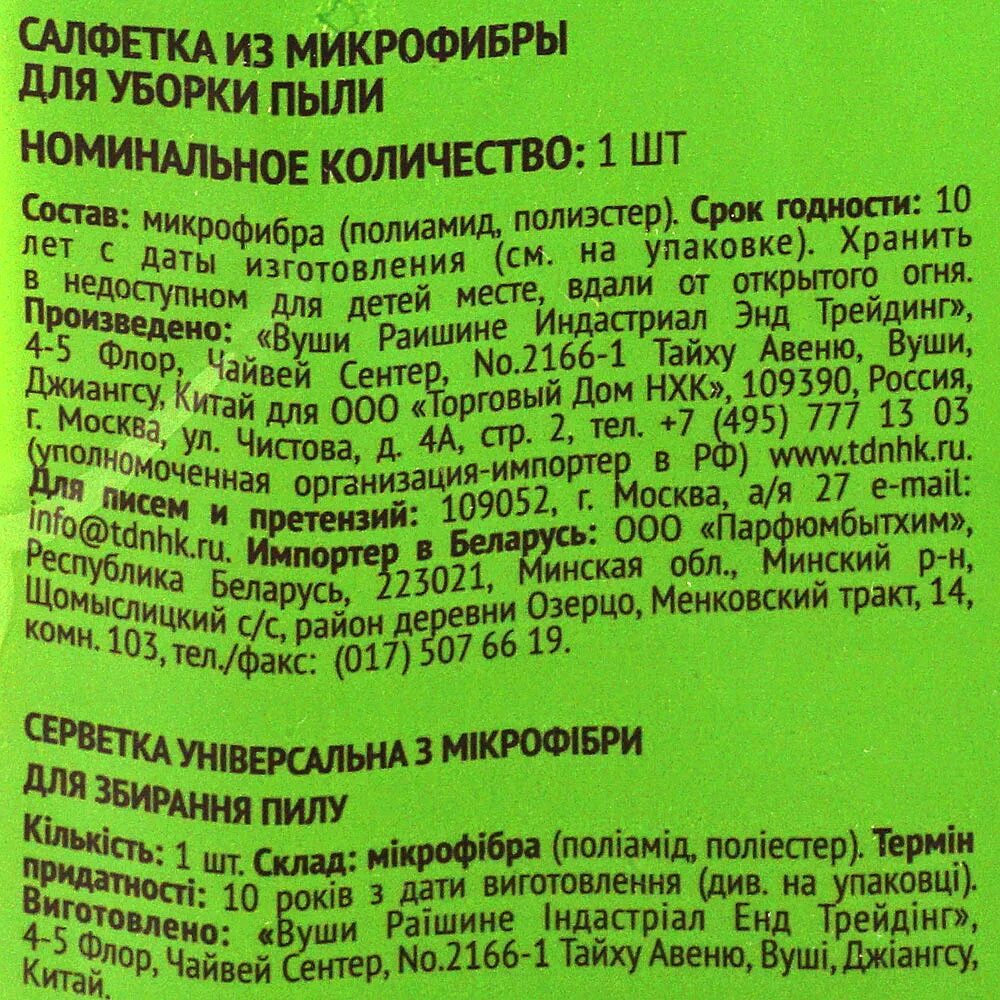 САЛФЕТКА ИЗ МИКРОФИБРЫ
ДЛЯ УБОРКИ ПЫЛИ
НОМИНАЛЬНОЕ КОЛИЧЕСТВО: 1 ШТ
Состав: микрофибра (полиамид, полиэстер). Срок годности: 10
лет с даты изготовления (см. на упаковке). Хранить
в недоступном для детей месте, вдали от открытого огня.
Произведено: «Вуши Раишине Индастриал Энд Трейдинг»,
4-5 Флор, Чайвей Сентер, No.2166-1 Тайху Авеню, Вуши,
Джиангсу, Китай для ООО «Торговый Дом НХК», 109390, Россия,
г. Москва, ул. Чистова, д. 4А, стр. 2, тел. +7 (495) 777 13 03
(уполномоченная организация-импортер в РФ) www.tdnhk.ru.
Для писем и претензий: 109052, г. Москва, а/я 27 e-mail:
info@tdnhk.ru. Импортер в Беларусь: ООО «Парфюмбытхим»,
Республика Беларусь, 223021, Минская обл., Минский р-н,
Щомыслицкий с/с, район деревни Озерцо, Менковский тракт, 14,
комн. 103, тел./факс: (017) 507 66 19.
СЕРВЕТКА УНІВЕРСАЛЬНА З МІКРОФІБРИ
ДЛЯ ЗБИРАННЯ ПИЛУ
Кількість: 1 шт. Склад: мікрофібра (поліамід, поліестер). Термін
придатності: 10 років з дати виготовлення (див. на упаковці).
Виготовлено: «Вуши Раїшине Індастріал Енд Трейдінг»,
4-5 Флор, Чайвей Сентер, No.2166-1 Тайху Авеню, Вуші, Джіангсу,
Китай.